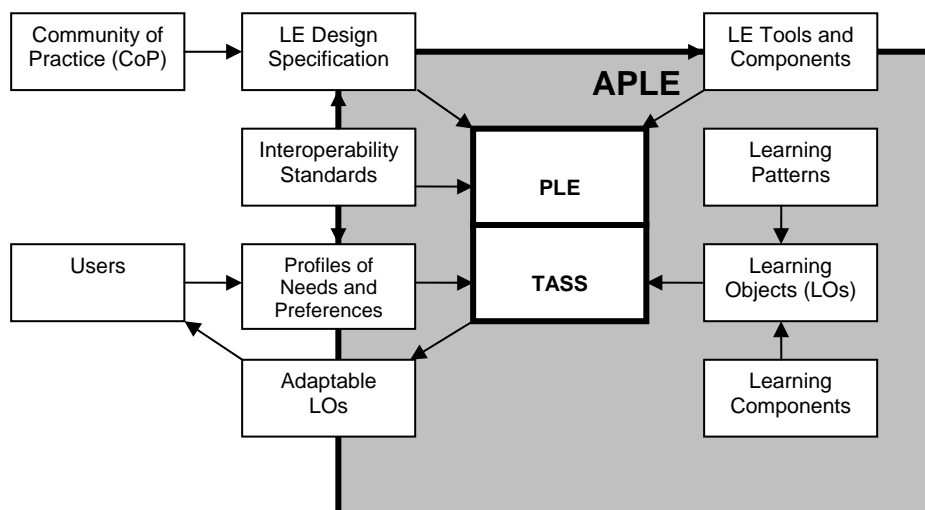 Community of
Practice (CoP)
LE Design
Specification
LE Tools and
Components
APLE
Interoperability
Standards
PLE
Learning
Patterns
Users
Profiles of
Needs and
Preferences
TASS
Learning
Objects (LOs)
Adaptable
LOs
Learning
Components